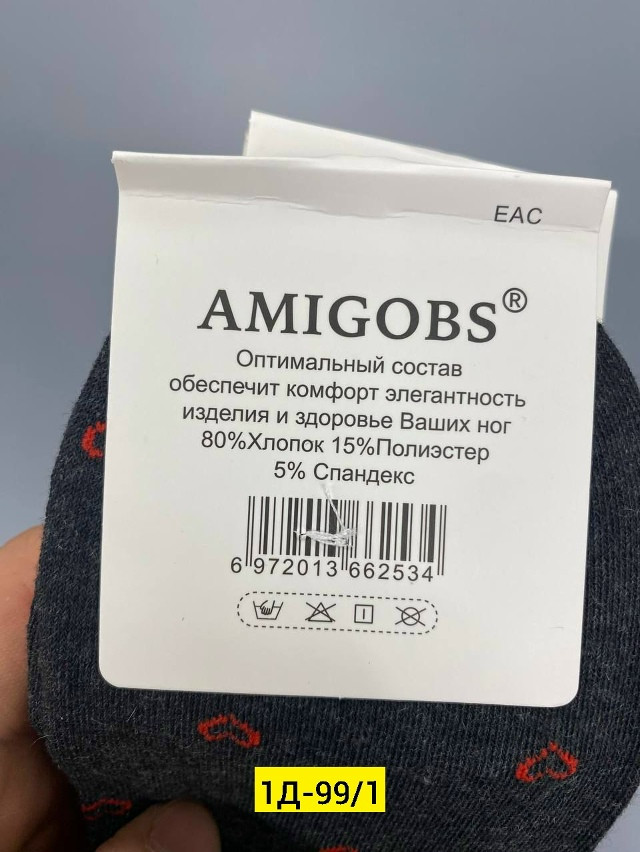 EAC
AMIGOBS®
Оптимальный состав
обеспечит комфорт элегантность
изделия и здоровье Ваших ног
80%Хлопок 15%Полиэстер
5% Спандекс
6 972013 662534
1Д-99/1